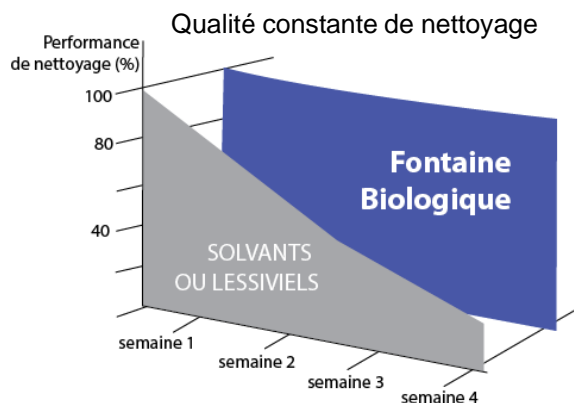 Qualité constante de nettoyage
Performance
de nettoyage (%)
100
80
40
Fontaine
Biologique
SOLVANTS
OU LESSIVIELS
semaine 1
semaine 2
semaine 3
semaine 4